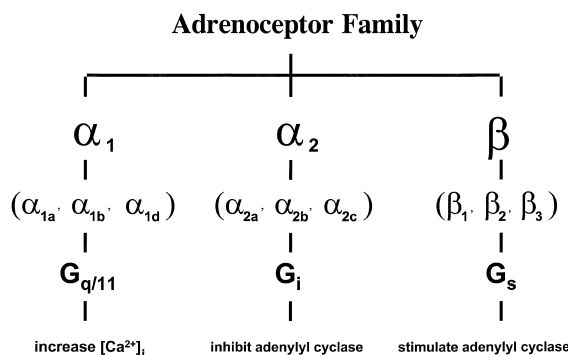 Adrenoceptor Family
α₁ α₂ β
(α₁ₐ, α₁b, α₁d) (α₂ₐ, α₂b, α₂c) (β₁, β₂, β₃)
Gq/11 Gi Gs
increase [Ca²⁺]i inhibit adenylyl cyclase stimulate adenylyl cyclase